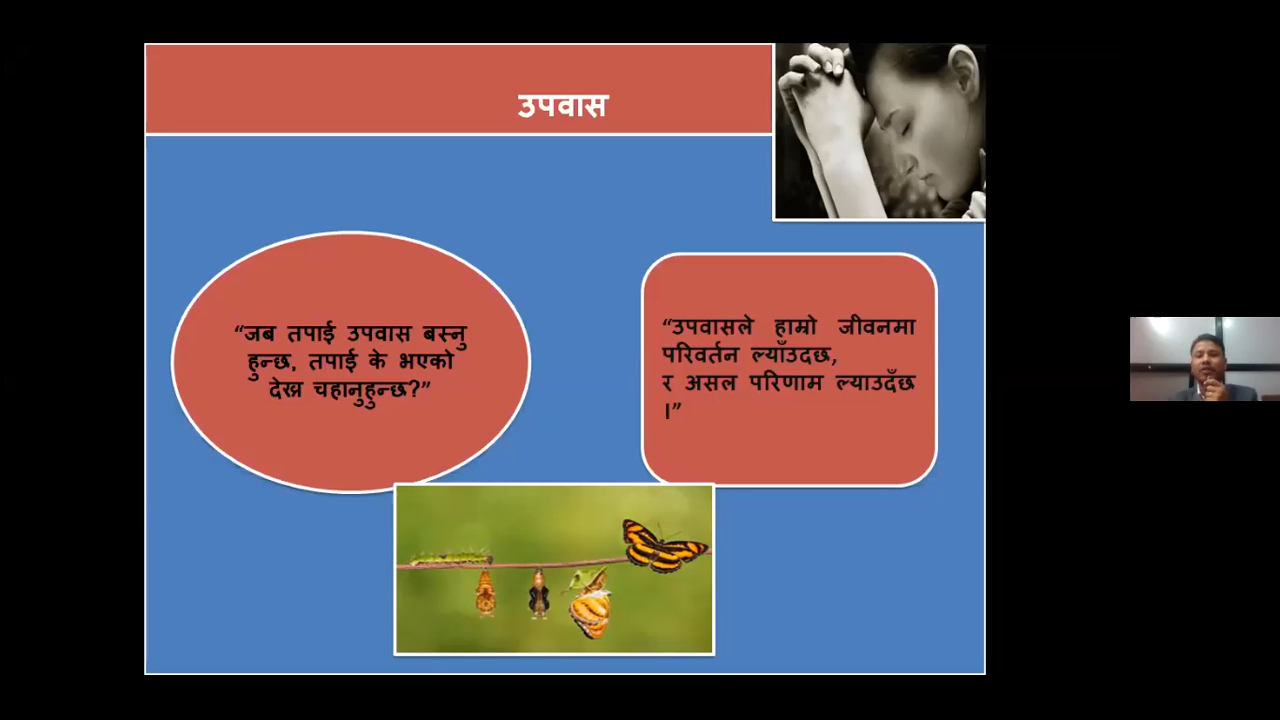 उपवास
“जब तपाई उपवास बस्नु
हुन्छ, तपाई के भएको
देख्न चहानुहुन्छ?”
“उपवासले हाम्रो जीवनमा
परिवर्तन ल्याँउदछ,
र असल परिणाम ल्याउदँछ
।”